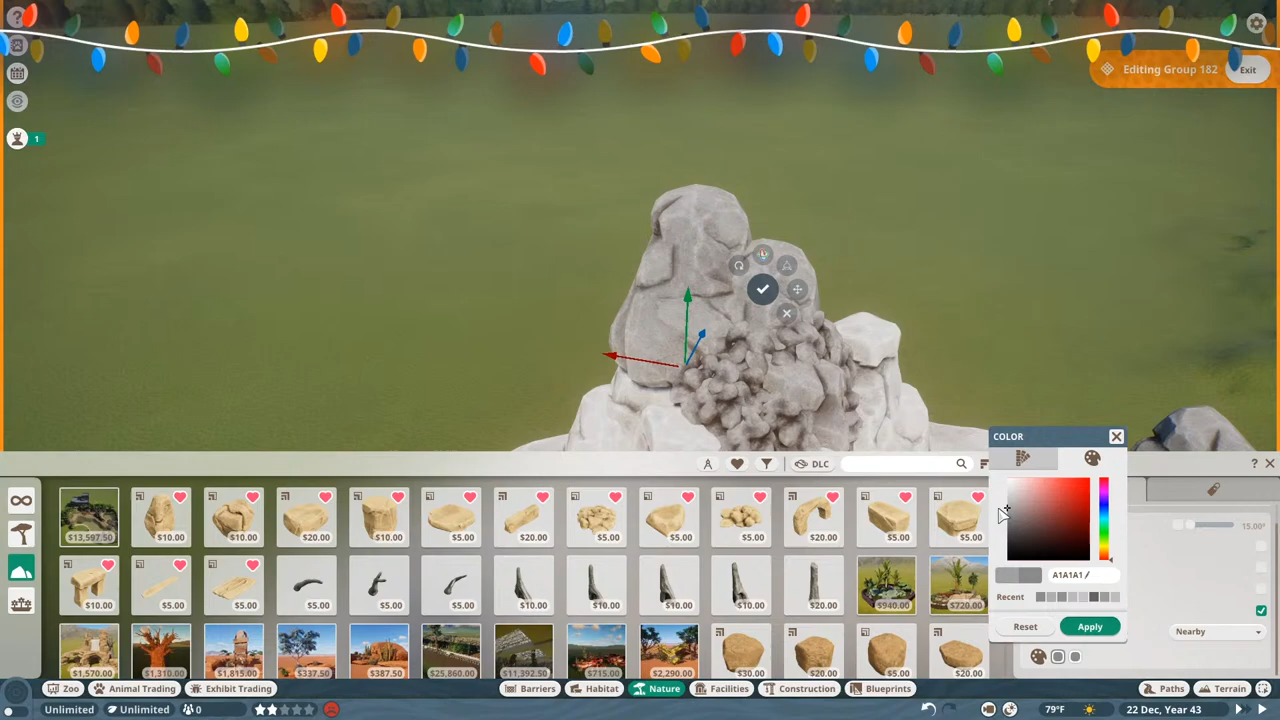 Editing Group 182
Exit
1
DLC
?
COLOR
$13,597.50
$10.00
$10.00
$20.00
$10.00
$5.00
$10.00
$5.00
$5.00
$5.00
$20.00
$5.00
$5.00
15.00°
A1A1A1
Recent
$10.00
$5.00
$5.00
$5.00
$5.00
$5.00
$10.00
$10.00
$10.00
$10.00
$20.00
$940.00
$720.00
Reset
Apply
Nearby
$1,570.00
$1,310.00
$1,815.00
$337.50
$387.50
$25,860.00
$11,392.50
$715.00
$2,290.00
$30.00
$20.00
$5.00
$20.00
Zoo
Animal Trading
Exhibit Trading
Barriers
Habitat
Nature
Facilities
Construction
Blueprints
Paths
Terrain
Unlimited
Unlimited
0
79°F
22 Dec, Year 43